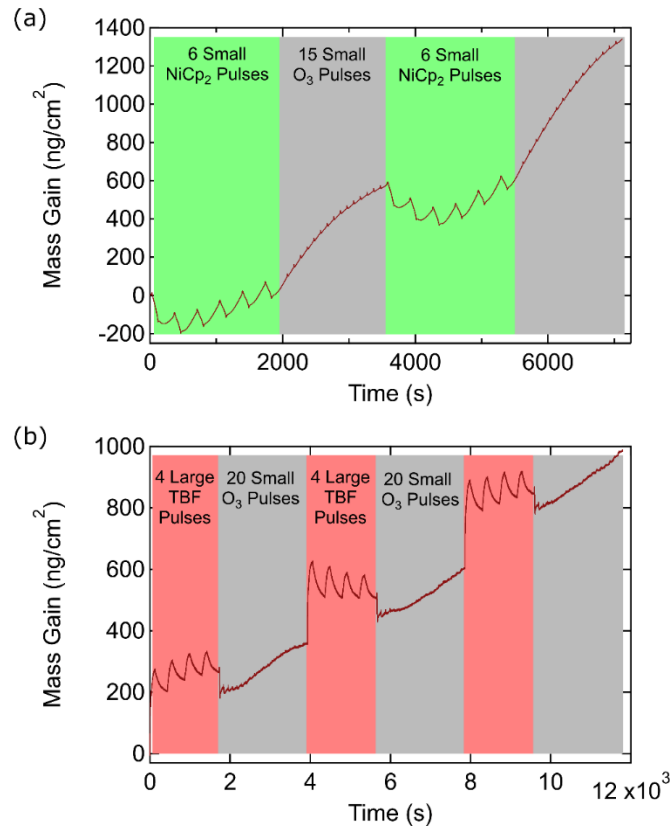 (a)
1400
1200
1000
800
600
400
200
0
-200
Mass Gain (ng/cm²)
6 Small
NiCp₂ Pulses
15 Small
O₃ Pulses
6 Small
NiCp₂ Pulses
0
2000
4000
6000
Time (s)
(b)
1000
800
600
400
200
0
Mass Gain (ng/cm²)
4 Large
TBF
Pulses
20 Small
O₃ Pulses
4 Large
TBF
Pulses
20 Small
O₃ Pulses
0
2
4
6
8
10
12 x10³
Time (s)